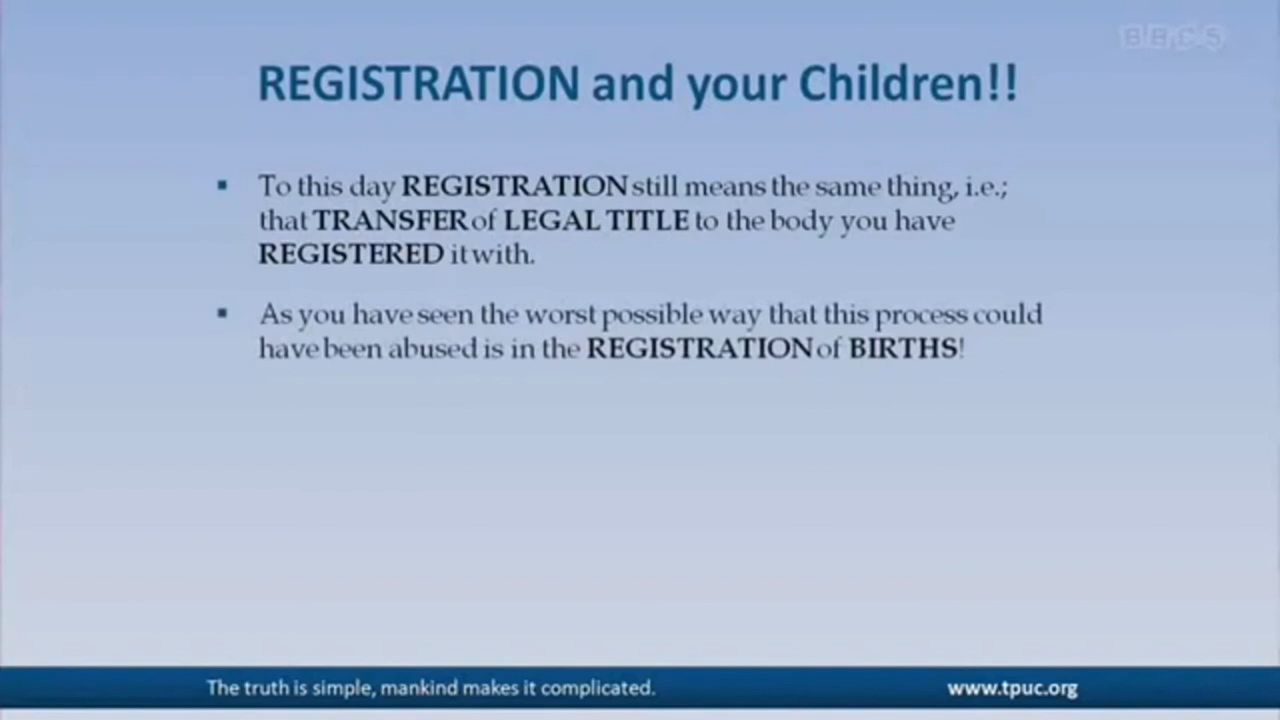 BBC5
REGISTRATION and your Children!!
To this day REGISTRATION still means the same thing, i.e.;
that TRANSFER of LEGAL TITLE to the body you have
REGISTERED it with.
As you have seen the worst possible way that this process could
have been abused is in the REGISTRATION of BIRTHS!
The truth is simple, mankind makes it complicated.
www.tpuc.org